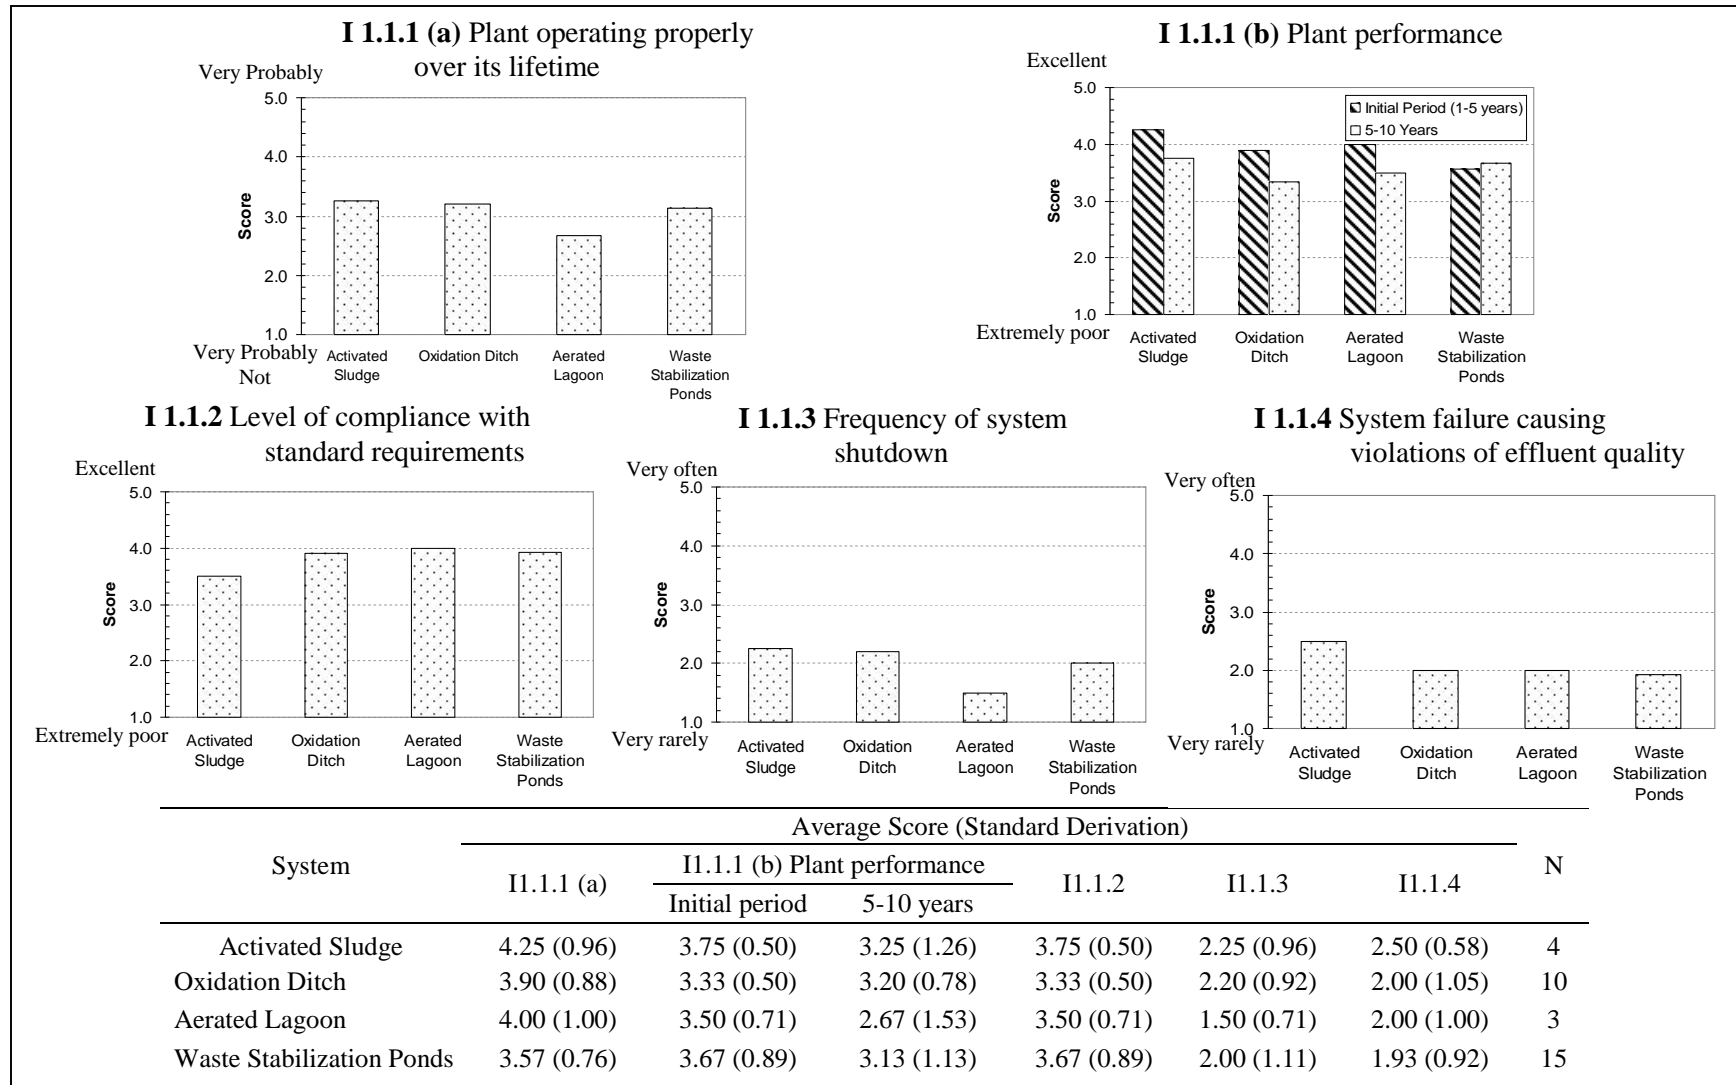 I 1.1.1 (a) Plant operating properly
over its lifetime
Very Probably
5.0
4.0
3.0
2.0
1.0
Score
Very Probably
Not
Activated
Sludge
Oxidation Ditch
Aerated
Lagoon
Waste
Stabilization
Ponds
I 1.1.1 (b) Plant performance
Excellent
5.0
4.0
3.0
2.0
1.0
Score
Initial Period (1-5 years)
5-10 Years
Extremely poor
Activated
Sludge
Oxidation
Ditch
Aerated
Lagoon
Waste
Stabilization
Ponds
I 1.1.2 Level of compliance with
standard requirements
Excellent
5.0
4.0
3.0
2.0
1.0
Score
Extremely poor
Activated
Sludge
Oxidation
Ditch
Aerated
Lagoon
Waste
Stabilization
Ponds
I 1.1.3 Frequency of system
shutdown
Very often
5.0
4.0
3.0
2.0
1.0
Score
Very rarely
Activated
Sludge
Oxidation
Ditch
Aerated
Lagoon
Waste
Stabilization
Ponds
I 1.1.4 System failure causing
violations of effluent quality
Very often
5.0
4.0
3.0
2.0
1.0
Score
Very rarely
Activated
Sludge
Oxidation
Ditch
Aerated
Lagoon
Waste
Stabilization
Ponds
System
Average Score (Standard Derivation)
N
I1.1.1 (a)
I1.1.1 (b) Plant performance
I1.1.2
I1.1.3
I1.1.4
Initial period
5-10 years
Activated Sludge 4.25 (0.96) 3.75 (0.50) 3.25 (1.26) 3.75 (0.50) 2.25 (0.96) 2.50 (0.58) 4
Oxidation Ditch 3.90 (0.88) 3.33 (0.50) 3.20 (0.78) 3.33 (0.50) 2.20 (0.92) 2.00 (1.05) 10
Aerated Lagoon 4.00 (1.00) 3.50 (0.71) 2.67 (1.53) 3.50 (0.71) 1.50 (0.71) 2.00 (1.00) 3
Waste Stabilization Ponds 3.57 (0.76) 3.67 (0.89) 3.13 (1.13) 3.67 (0.89) 2.00 (1.11) 1.93 (0.92) 15